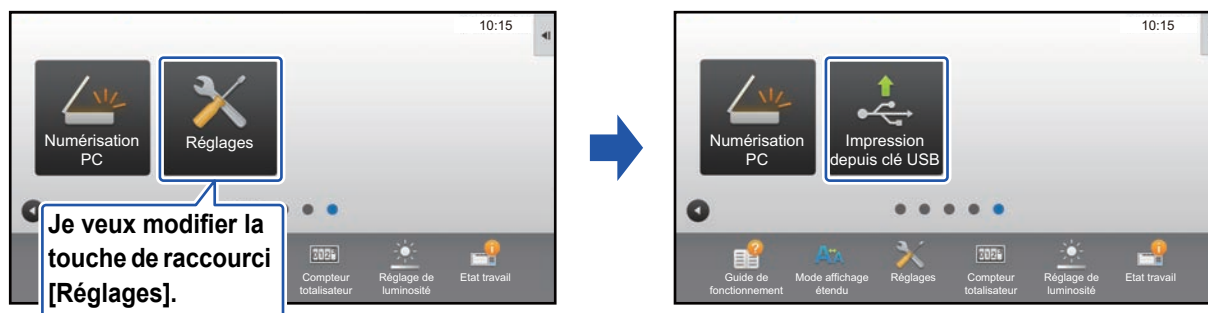 10:15
Numérisation
PC
Réglages
Je veux modifier la
touche de raccourci
[Réglages].
Compteur
totalisateur
Réglage de
luminosité
Etat travail
10:15
Numérisation
PC
Impression
depuis clé USB
Guide de
fonctionnement
Mode affichage
étendu
Réglages
Compteur
totalisateur
Réglage de
luminosité
Etat travail